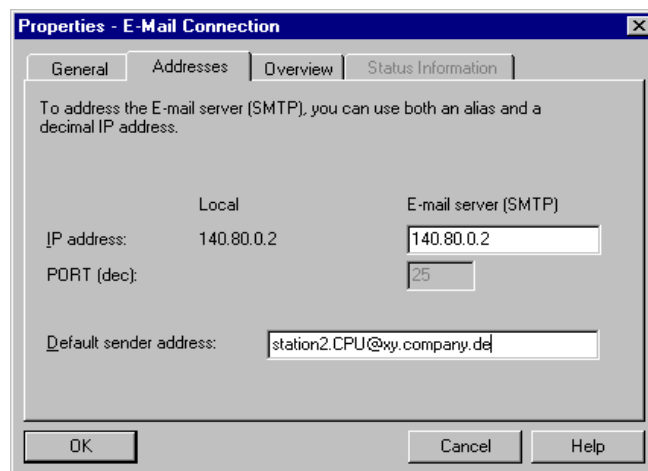 Properties - E-Mail Connection
General Addresses Overview Status Information
To address the E-mail server (SMTP), you can use both an alias and a
decimal IP address.
Local E-mail server (SMTP)
IP address: 140.80.0.2 140.80.0.2
PORT (dec): 25
Default sender address: station2.CPU@xy.company.de
OK Cancel Help